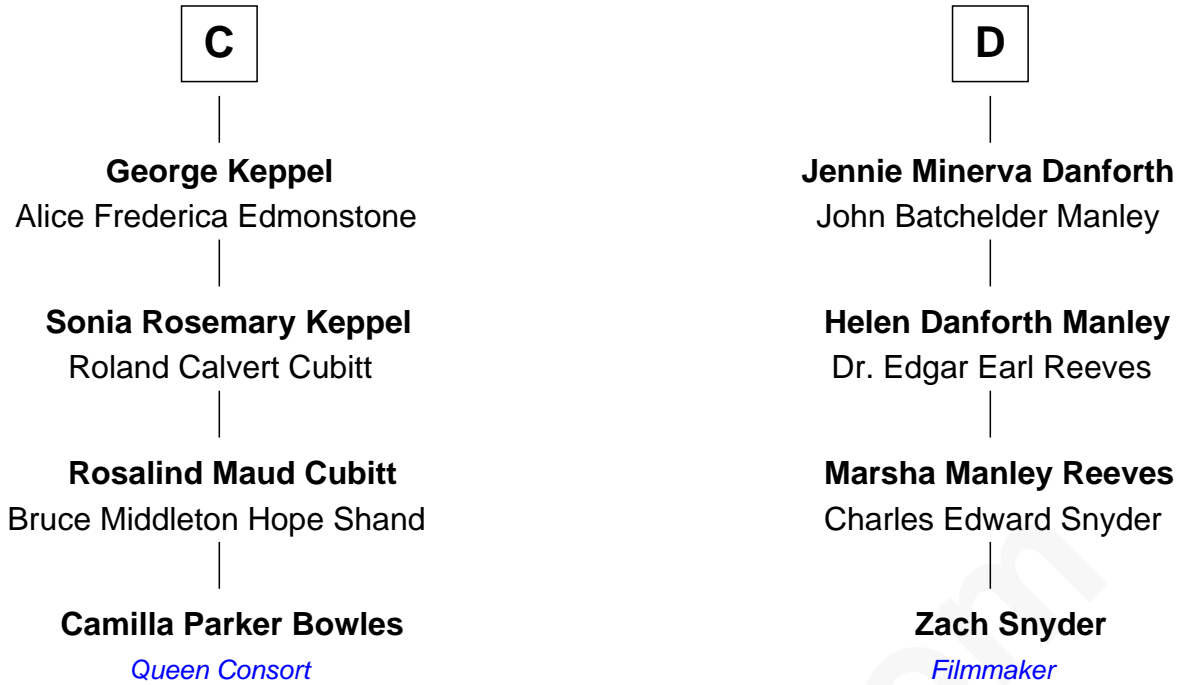 C
George Keppel
Alice Frederica Edmonstone
Sonia Rosemary Keppel
Roland Calvert Cubitt
Rosalind Maud Cubitt
Bruce Middleton Hope Shand
Camilla Parker Bowles
Queen Consort
D
Jennie Minerva Danforth
John Batchelder Manley
Helen Danforth Manley
Dr. Edgar Earl Reeves
Marsha Manley Reeves
Charles Edward Snyder
Zach Snyder
Filmmaker